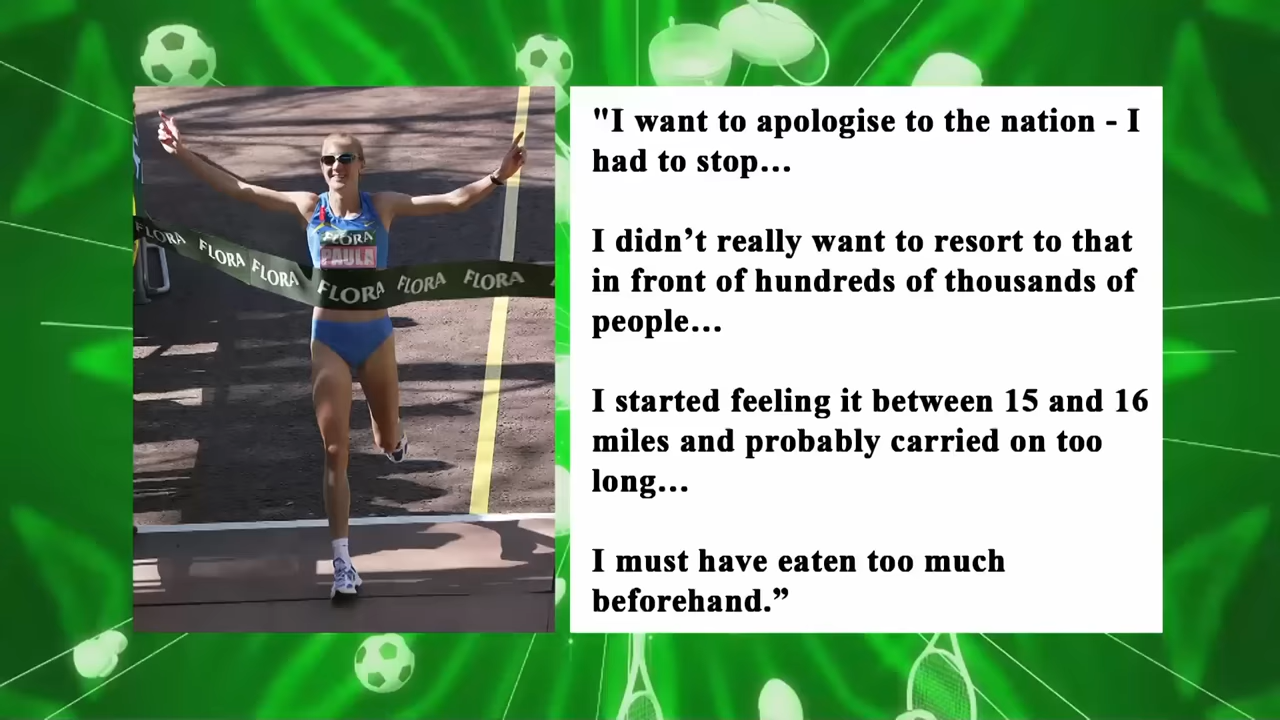 "I want to apologise to the nation - I
had to stop…
I didn’t really want to resort to that
in front of hundreds of thousands of
people…
I started feeling it between 15 and 16
miles and probably carried on too
long…
I must have eaten too much
beforehand.”
FLORA
PAULA
FLORA FLORA FLORA FLORA FLORA FLORA